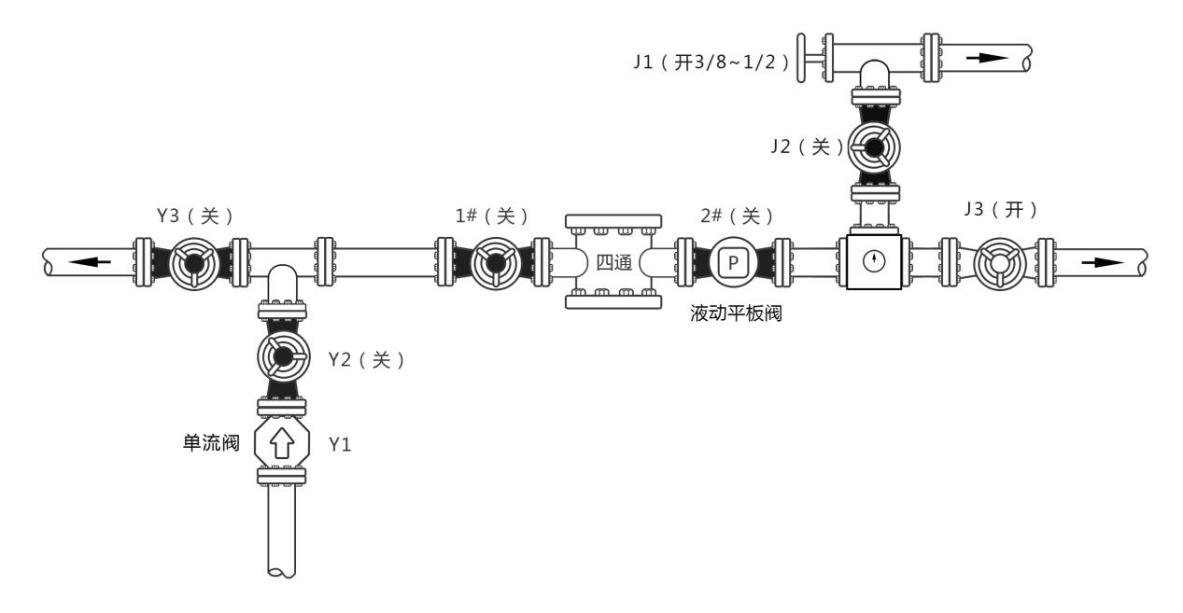 J1（开3/8~1/2）
J2（关）
Y3（关）
1#（关）
2#（关）
J3（开）
四通
P
液动平板阀
Y2（关）
单流阀
Y1